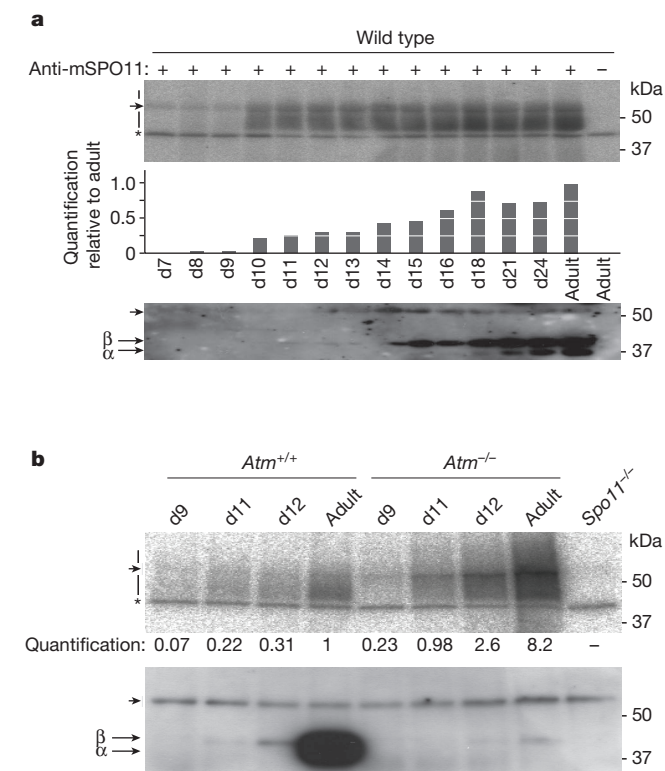 a
Wild type
Anti-mSPO11: + + + + + + + + + + + + + + –
kDa
*
- 50
- 37
Quantification
relative to adult
1.0
0.5
0
d7 d8 d9 d10 d11 d12 d13 d14 d15 d16 d18 d21 d24 Adult Adult
- 50
β
α
- 37
b
Atm+/+ Atm–/–
d9 d11 d12 Adult d9 d11 d12 Adult Spo11–/–
kDa
- 50
*
- 37
Quantification: 0.07 0.22 0.31 1 0.23 0.98 2.6 8.2 –
- 50
β
α
- 37